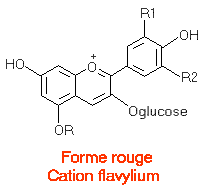 R1
OH
HO
O+
R2
Oglucose
OR
Forme rouge
Cation flavylium